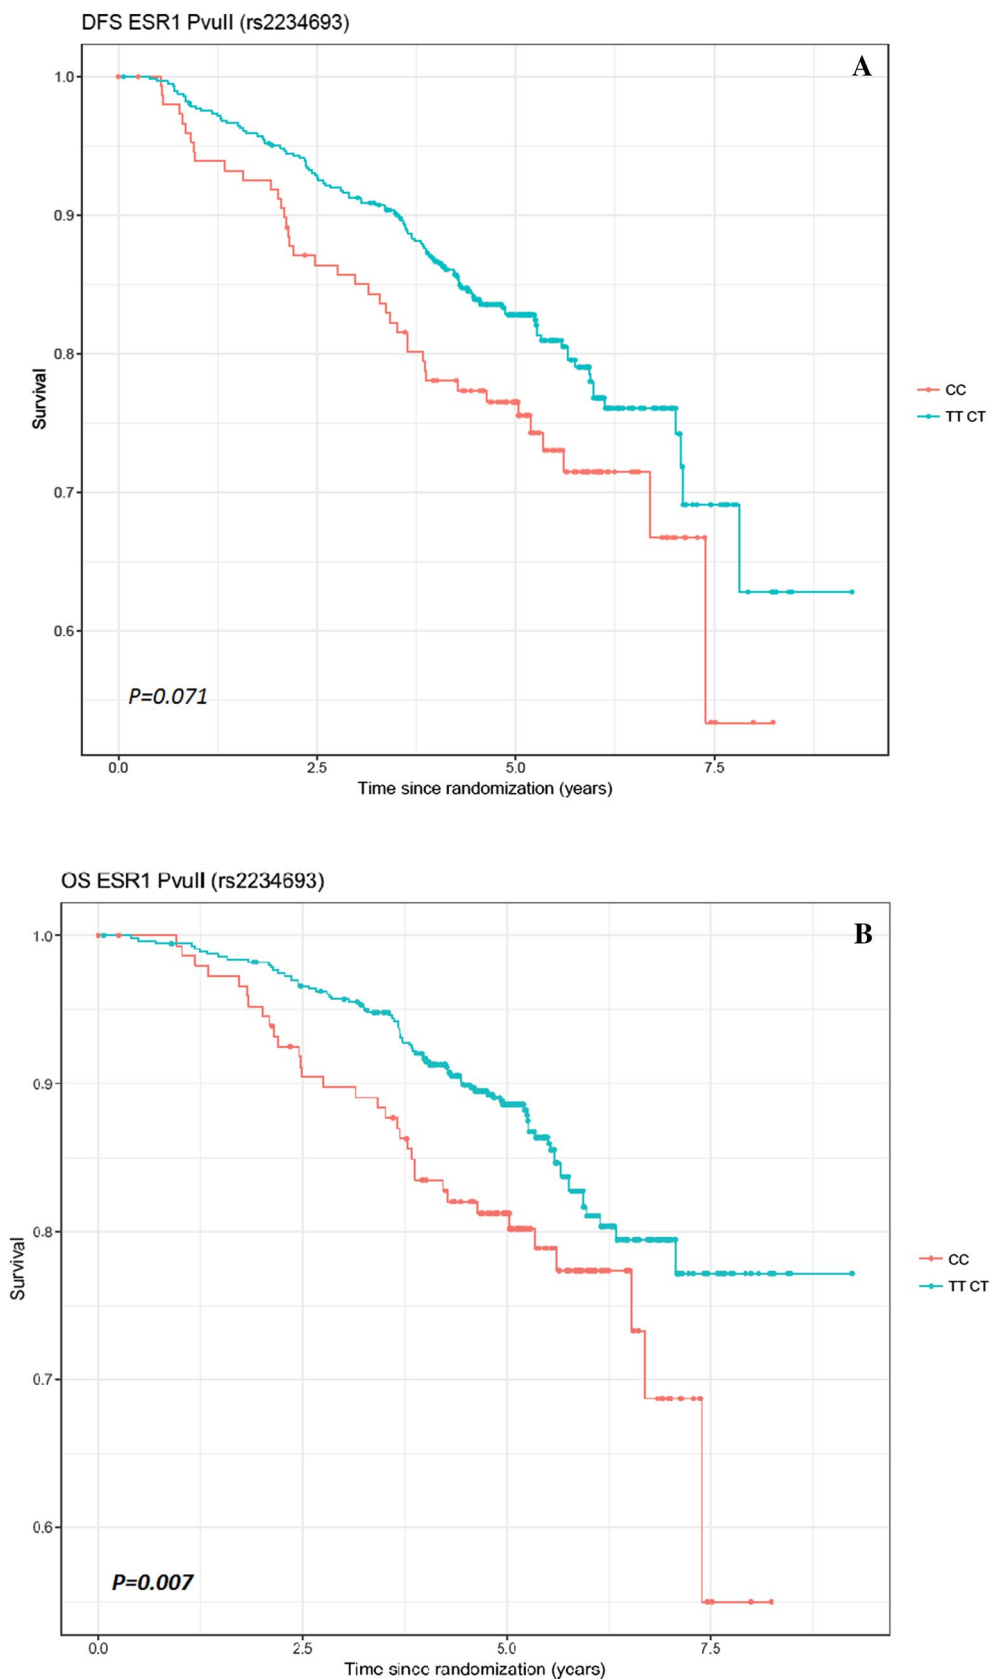 DFS ESR1 PvuII (rs2234693)
A
1.0
0.9
0.8
0.7
0.6
Survival
CC
TT CT
P=0.071
0.0 2.5 5.0 7.5
Time since randomization (years)
OS ESR1 PvuII (rs2234693)
B
1.0
0.9
0.8
0.7
0.6
Survival
CC
TT CT
P=0.007
0.0 2.5 5.0 7.5
Time since randomization (years)